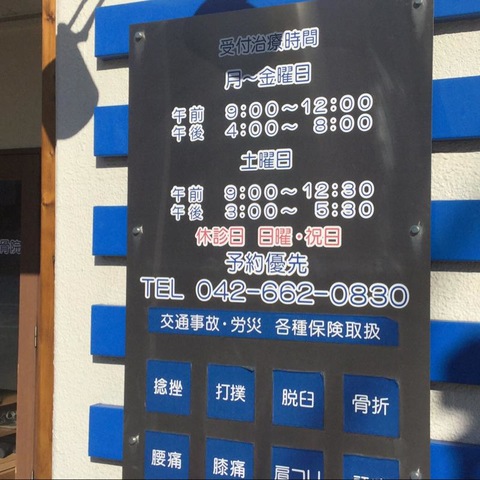 受付治療時間
月～金曜日
午前 9:00～12:00
午後 4:00～ 8:00
土曜日
午前 9:00～12:30
午後 3:00～ 5:30
休診日 日曜・祝日
予約優先
TEL 042-662-0830
交通事故・労災 各種保険取扱
捻挫 打撲 脱臼 骨折
腰痛 膝痛 肩コリ
骨院